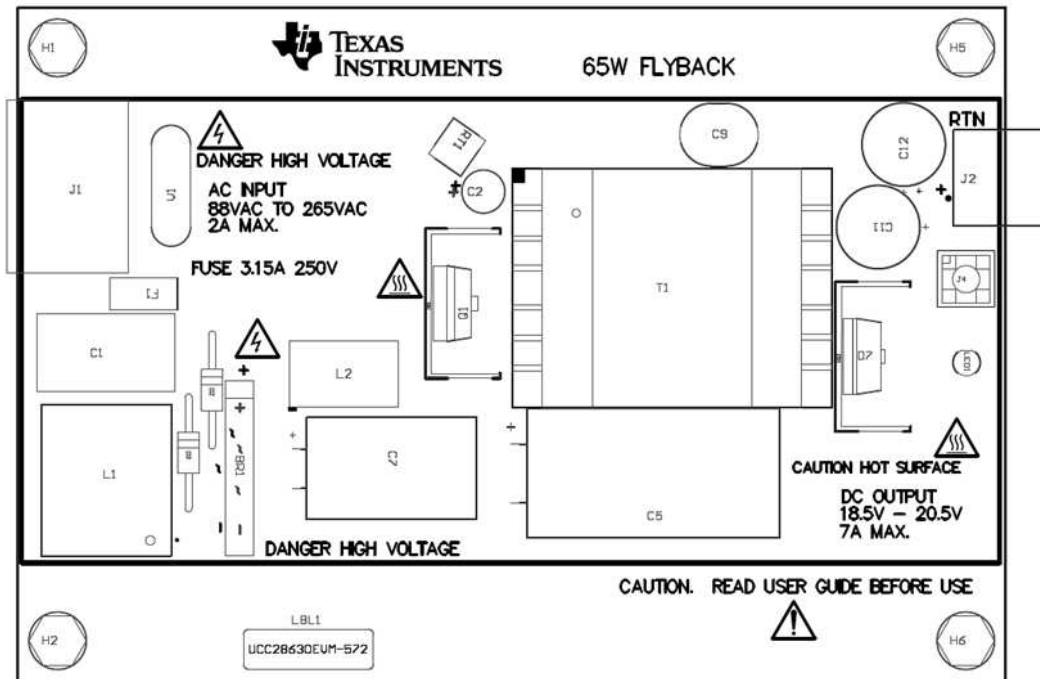 H1
TEXAS
INSTRUMENTS
65W FLYBACK
H5
J1
DANGER HIGH VOLTAGE
AC INPUT
88VAC TO 265VAC
2A MAX.
FUSE 3.15A 250V
RT1
+
C2
C9
C12
RTN
J2
+
C11
+
+ +
J4
T1
Q1
D7
LED1
F1
C1
L2
+
+
~
~
BR1
-
L1
+
C7
+
C5
CAUTION HOT SURFACE
DC OUTPUT
18.5V - 20.5V
7A MAX.
DANGER HIGH VOLTAGE
CAUTION. READ USER GUIDE BEFORE USE
H2
LBL1
UCC28630EVM-572
H6